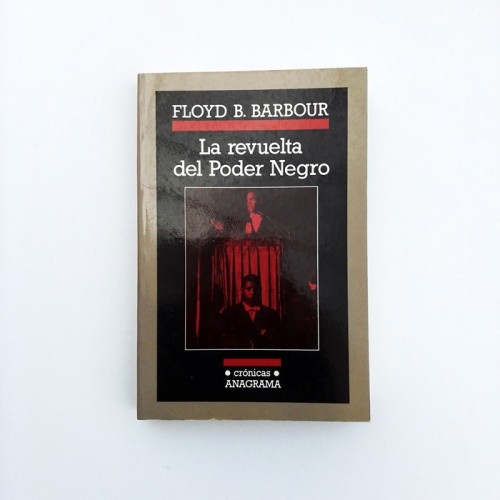 FLOYD B. BARBOUR
La revuelta
del Poder Negro
• crónicas •
ANAGRAMA